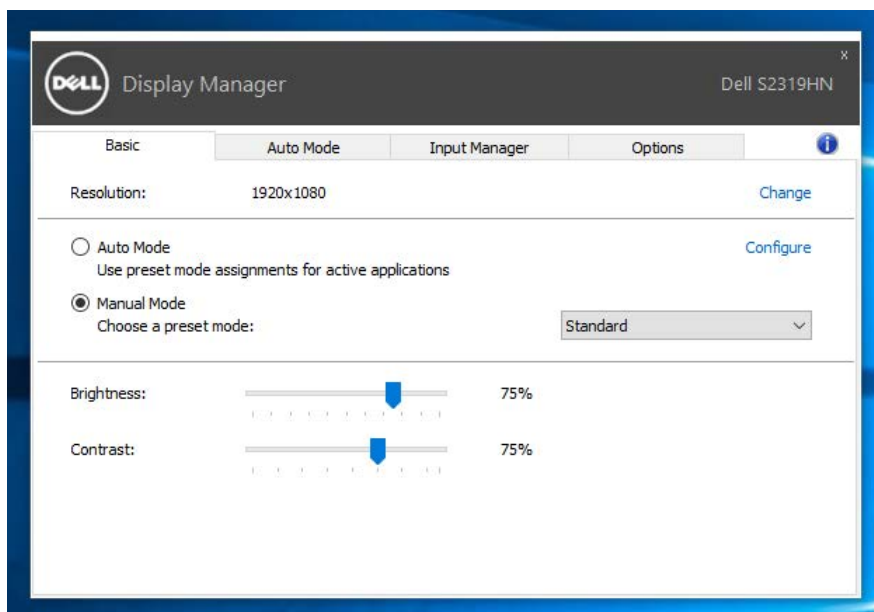 DELL Display Manager
x
Dell S2319HN
Basic Auto Mode Input Manager Options i
Resolution: 1920x1080 Change
Auto Mode Configure
Use preset mode assignments for active applications
Manual Mode
Choose a preset mode: Standard
Brightness: 75%
Contrast: 75%